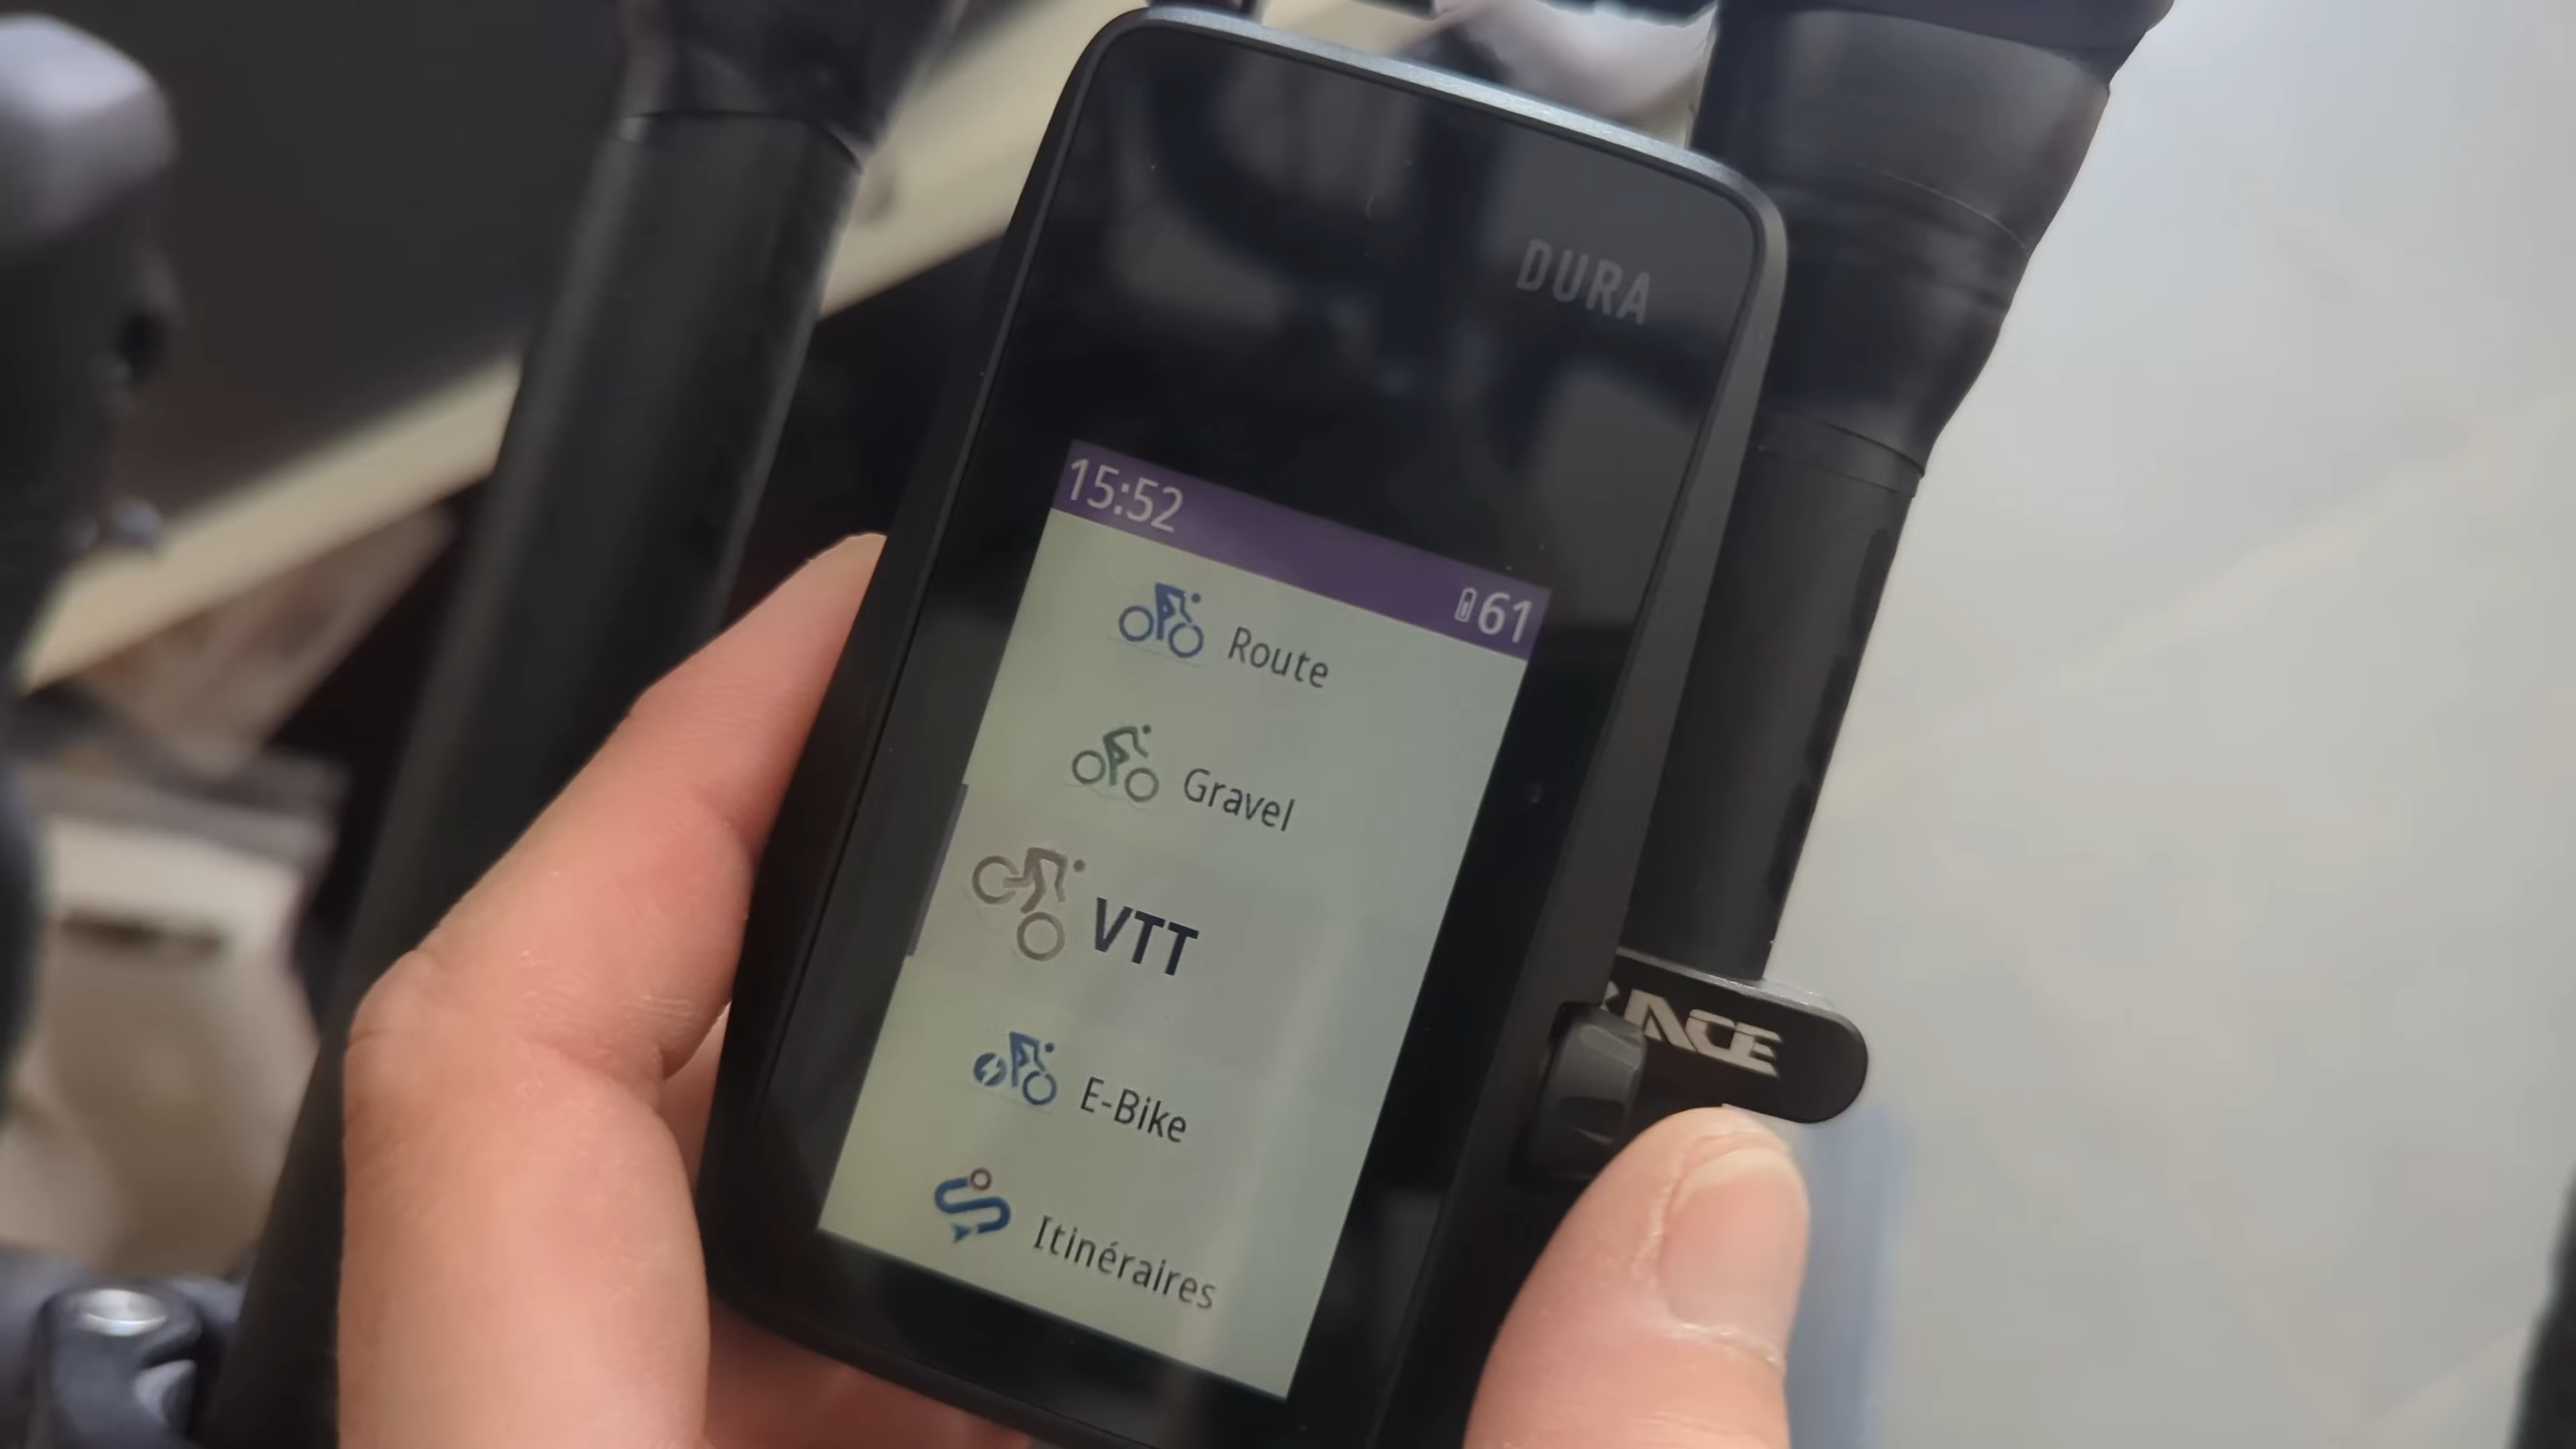 DURA
15:52
61
Route
Gravel
VTT
E-Bike
Itinéraires